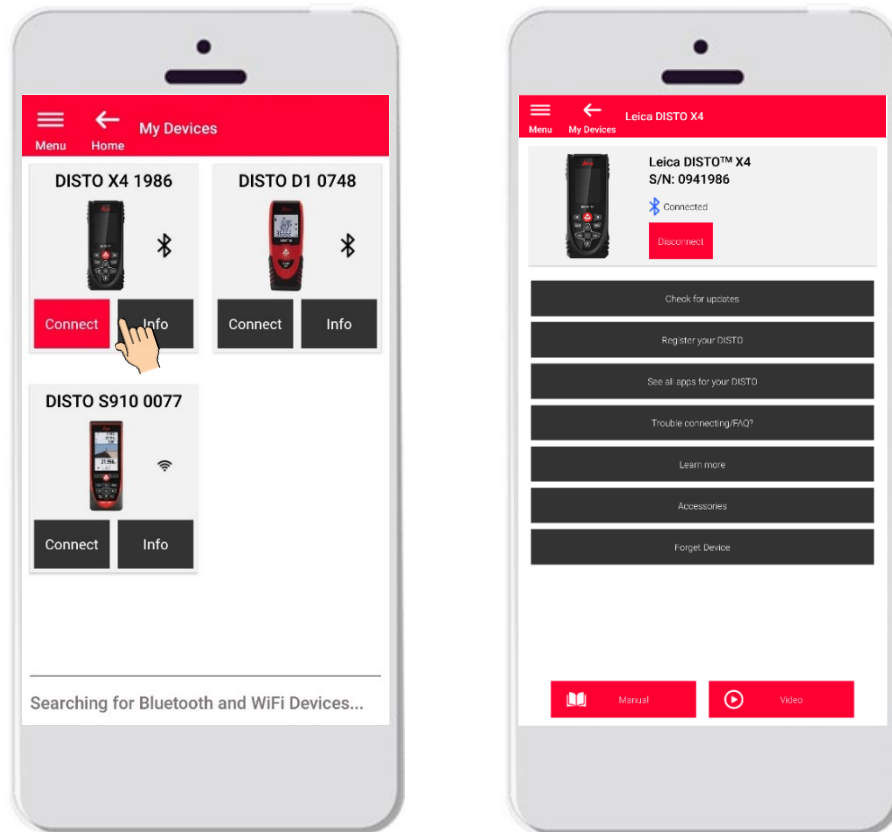 My Devices
Menu Home
DISTO X4 1986
DISTO D1 0748
Connect Info
Connect Info
DISTO S910 0077
Connect Info
Searching for Bluetooth and WiFi Devices...
Leica DISTO X4
Menu My Devices
Leica DISTO™ X4
S/N: 0941986
Connected
Disconnect
Check for updates
Register your DISTO
See all apps for your DISTO
Trouble connecting/FAQ?
Learn more
Accessories
Forget Device
Manual
Video